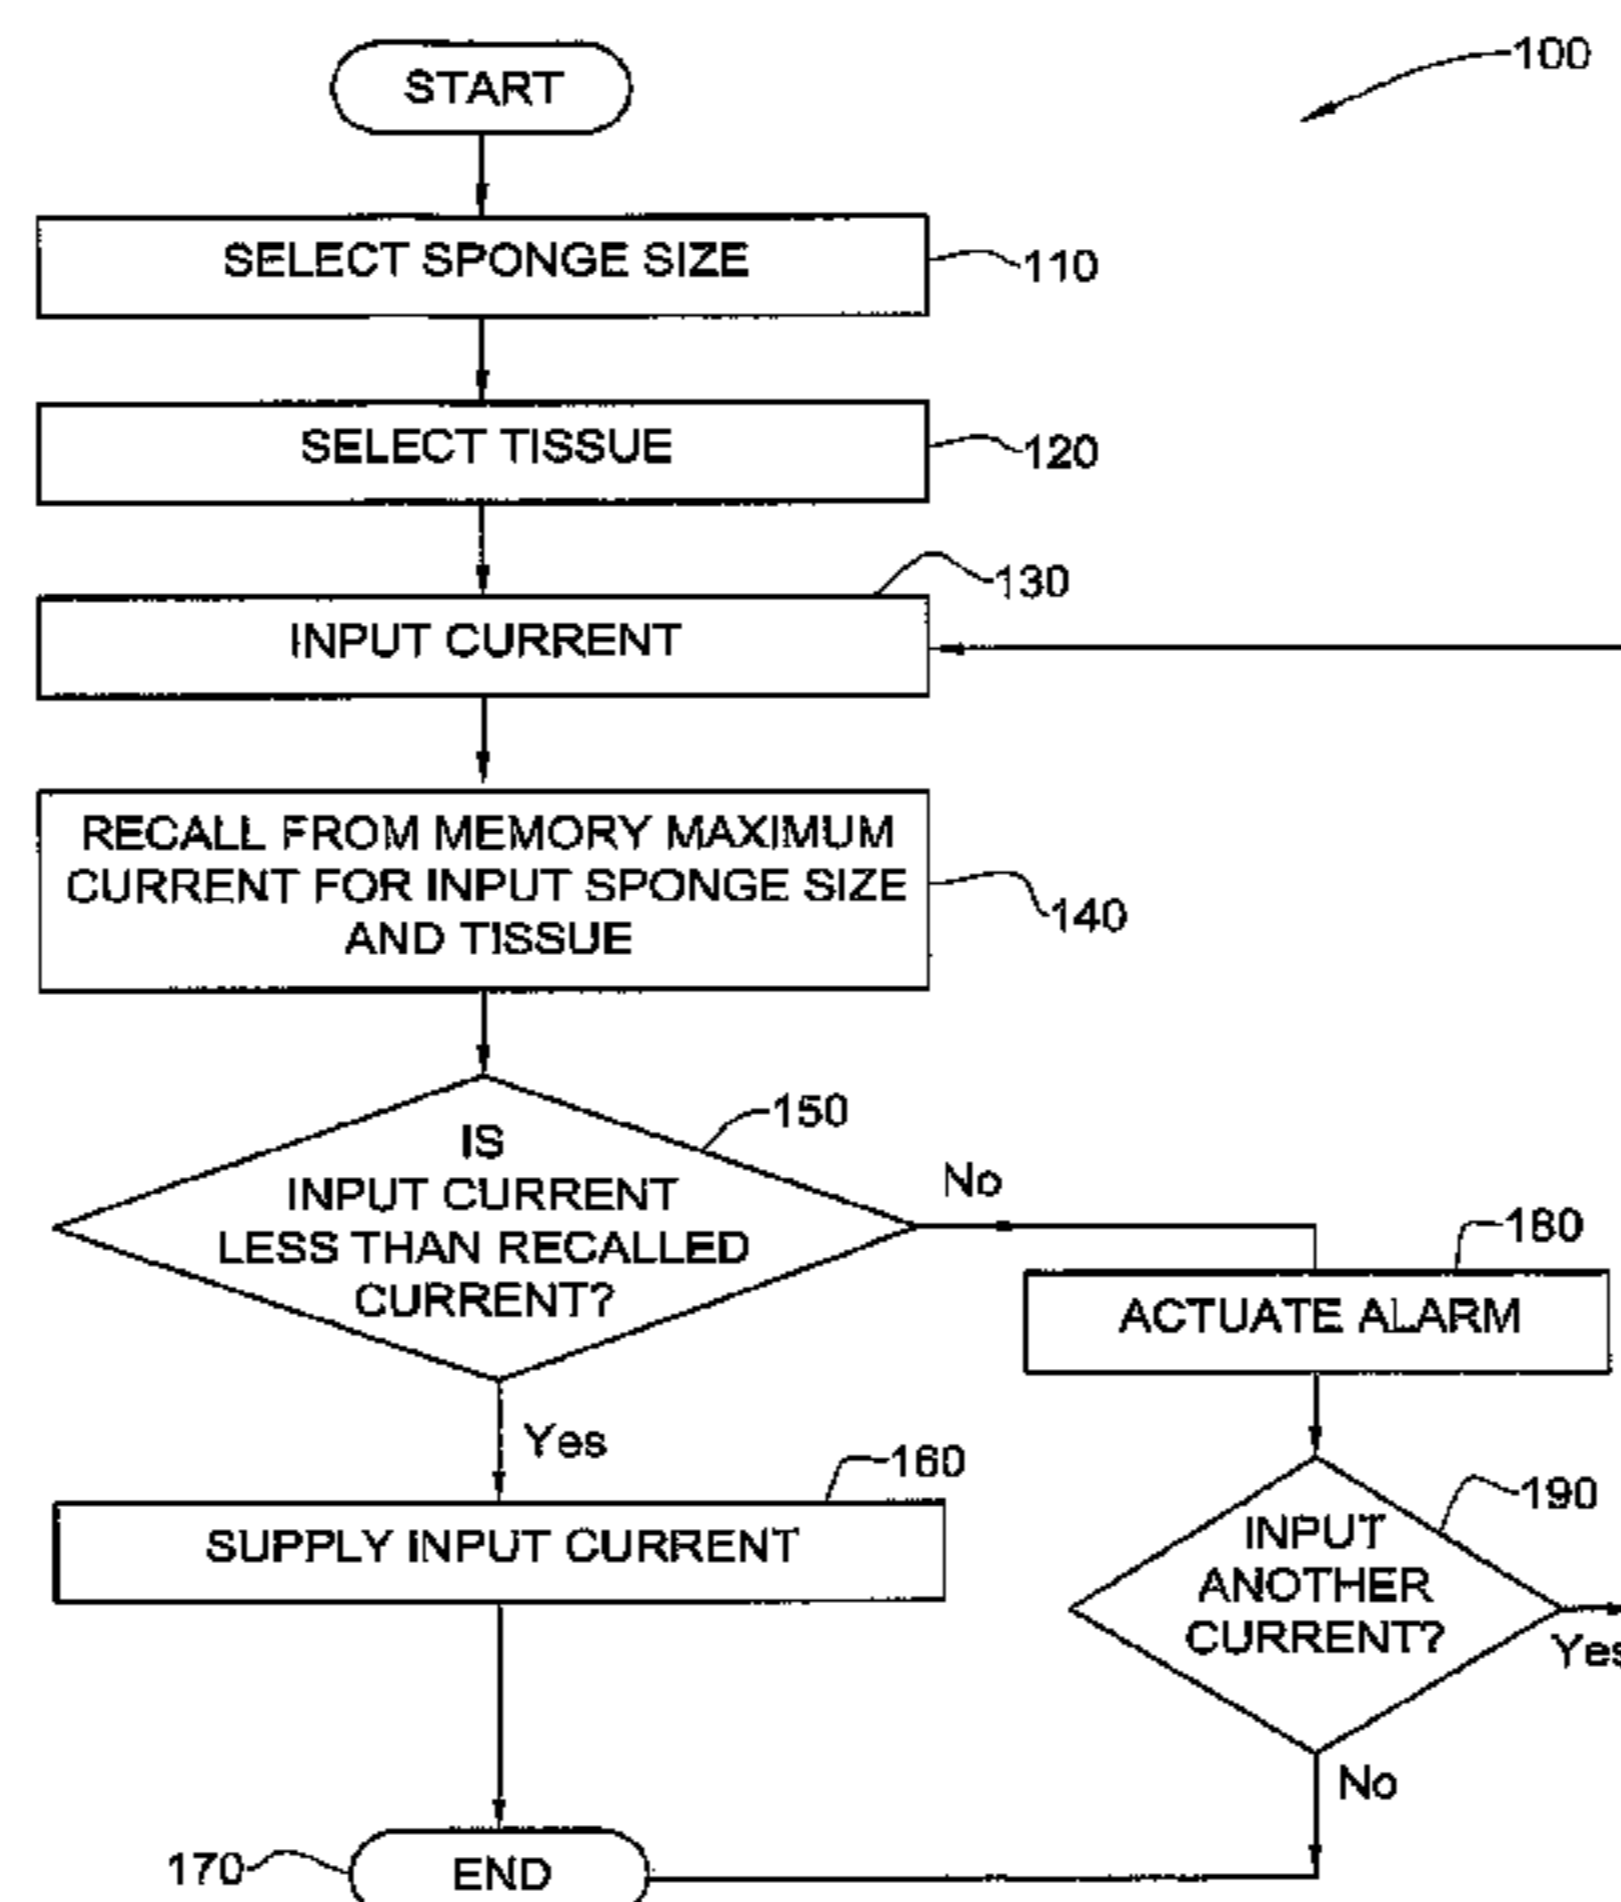 START
100
SELECT SPONGE SIZE
110
SELECT TISSUE
120
130
INPUT CURRENT
RECALL FROM MEMORY MAXIMUM
CURRENT FOR INPUT SPONGE SIZE
AND TISSUE
140
150
IS
INPUT CURRENT
LESS THAN RECALLED
CURRENT?
No
180
ACTUATE ALARM
Yes
160
SUPPLY INPUT CURRENT
190
INPUT
ANOTHER
CURRENT?
Yes
No
170
END